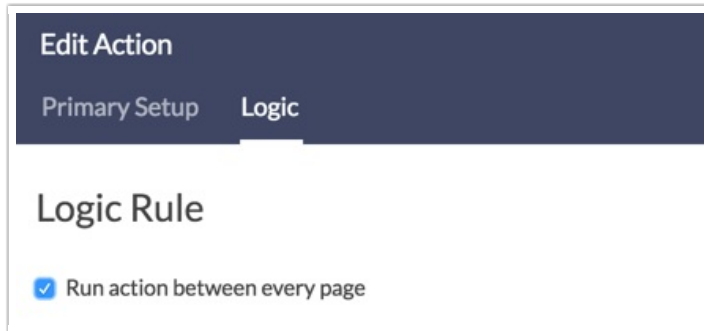 Edit Action
Primary Setup Logic
Logic Rule
Run action between every page